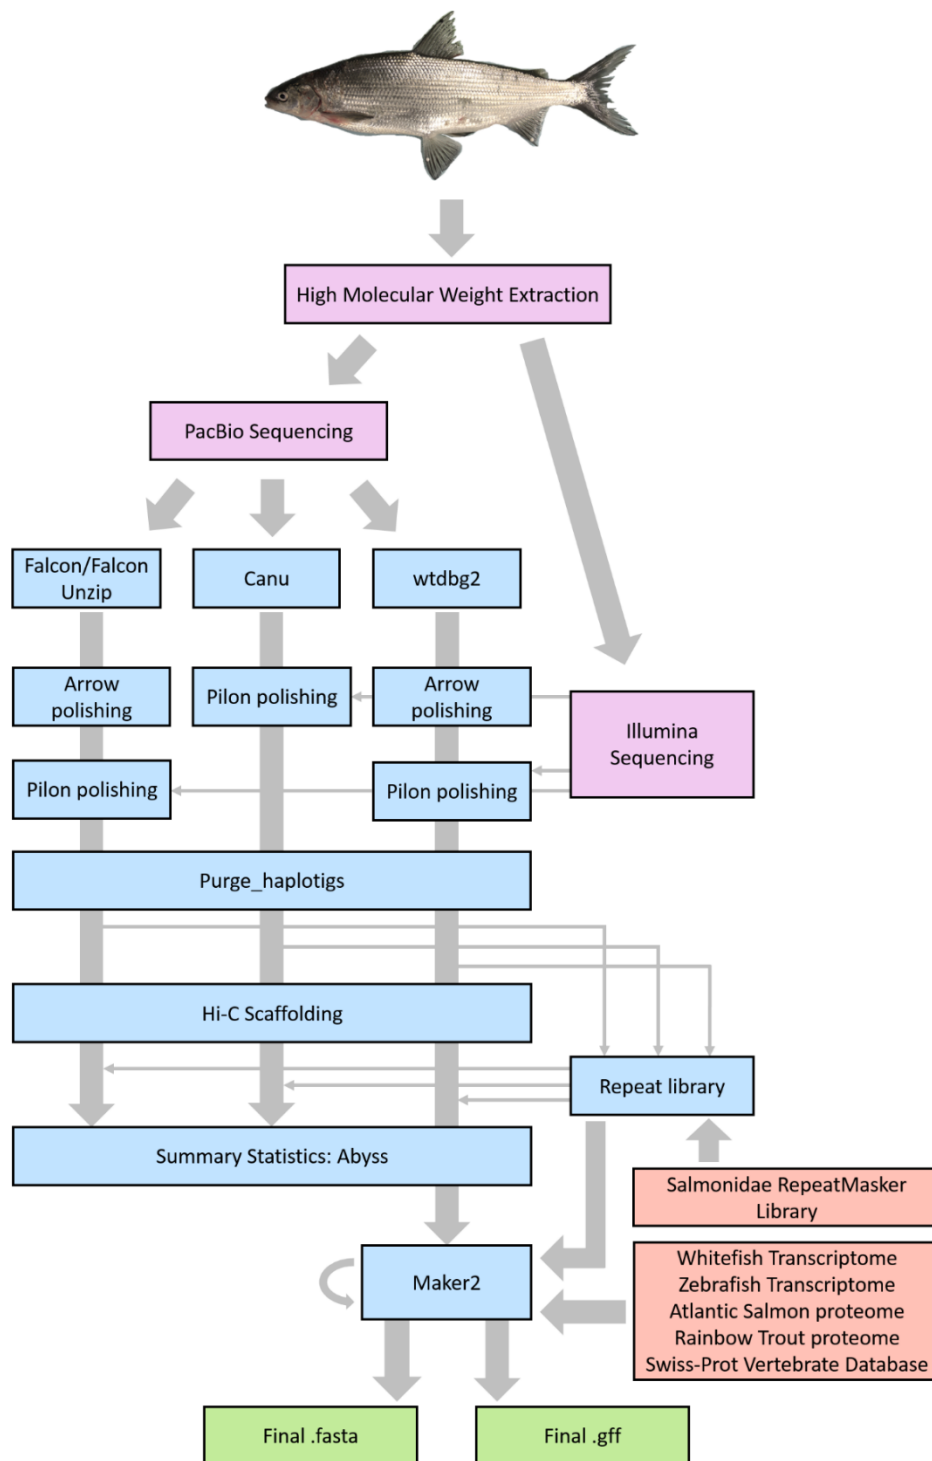 High Molecular Weight Extraction
PacBio Sequencing
Falcon/Falcon
Unzip
Canu
wtdbg2
Arrow
polishing
Pilon polishing
Arrow
polishing
Illumina
Sequencing
Pilon polishing
Pilon polishing
Purge_haplotigs
Hi-C Scaffolding
Repeat library
Summary Statistics: Abyss
Salmonidae RepeatMasker
Library
Whitefish Transcriptome
Zebrafish Transcriptome
Atlantic Salmon proteome
Rainbow Trout proteome
Swiss-Prot Vertebrate Database
Maker2
Final .fasta
Final .gff